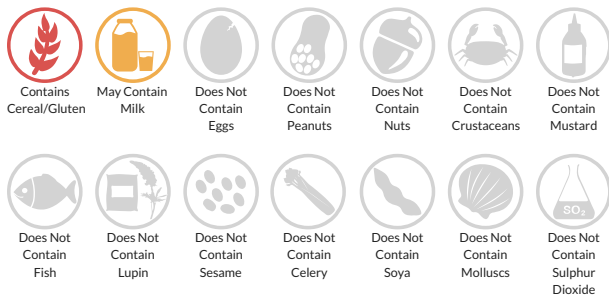 Contains
Cereal/Gluten
May Contain
Milk
Does Not
Contain
Eggs
Does Not
Contain
Peanuts
Does Not
Contain
Nuts
Does Not
Contain
Crustaceans
Does Not
Contain
Mustard
Does Not
Contain
Fish
Does Not
Contain
Lupin
Does Not
Contain
Sesame
Does Not
Contain
Celery
Does Not
Contain
Soya
Does Not
Contain
Molluscs
SO₂
Does Not
Contain
Sulphur
Dioxide